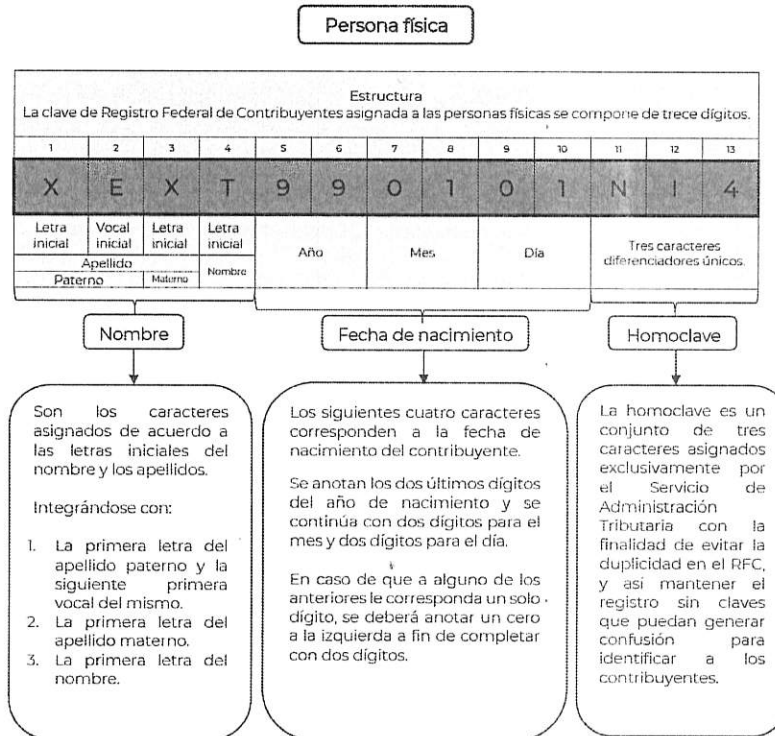 Persona física
Estructura
La clave de Registro Federal de Contribuyentes asignada a las personas físicas se compone de trece dígitos.
1 2 3 4 5 6 7 8 9 10 11 12 13
X E X T 9 9 0 1 0 1 N I 4
Letra inicial
Vocal inicial
Letra inicial
Letra inicial
Apellido
Paterno
Materno
Nombre
Año
Mes
Día
Tres caracteres
diferenciadores únicos.
Nombre
Fecha de nacimiento
Homoclave
Son los caracteres
asignados de acuerdo a
las letras iniciales del
nombre y los apellidos.
Integrándose con:
1. La primera letra del
apellido paterno y la
siguiente primera
vocal del mismo.
2. La primera letra del
apellido materno.
3. La primera letra del
nombre.
Los siguientes cuatro caracteres
corresponden a la fecha de
nacimiento del contribuyente.
Se anotan los dos últimos dígitos
del año de nacimiento y se
continúa con dos dígitos para el
mes y dos dígitos para el día.
En caso de que a alguno de los
anteriores le corresponda un solo
dígito, se deberá anotar un cero
a la izquierda a fin de completar
con dos dígitos.
La homoclave es un
conjunto de tres
caracteres asignados
exclusivamente por
el Servicio de
Administración
Tributaria con la
finalidad de evitar la
duplicidad en el RFC,
y así mantener el
registro sin claves
que puedan generar
confusión para
identificar a los
contribuyentes.